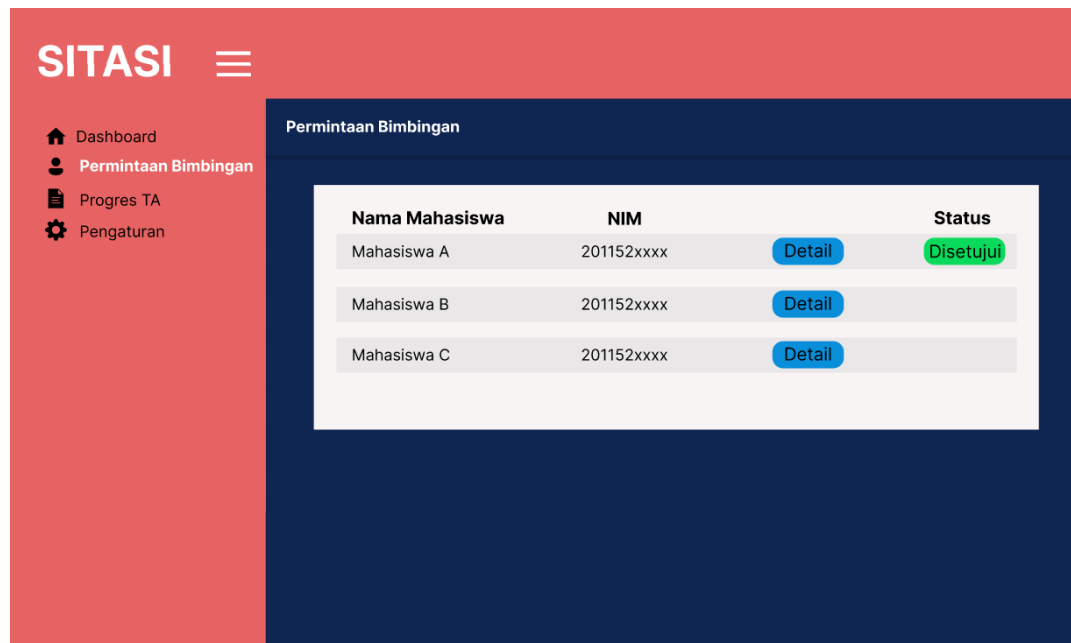 SITASI
Dashboard
Permintaan Bimbingan
Progres TA
Pengaturan
Permintaan Bimbingan
Nama Mahasiswa NIM Status
Mahasiswa A 201152xxxx Detail Disetujui
Mahasiswa B 201152xxxx Detail
Mahasiswa C 201152xxxx Detail